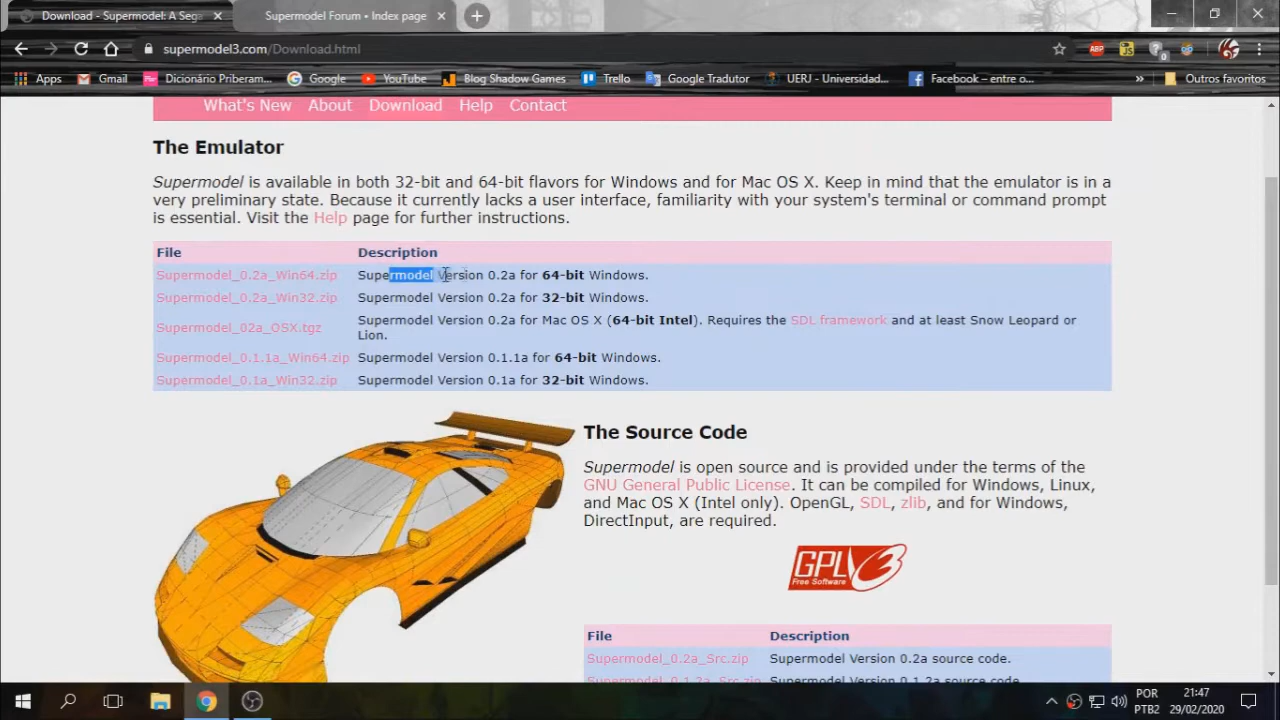 Download - Supermodel: A Seg
Supermodel Forum • Index page
supermodel3.com/Download.html
ABP
JS
0
Apps
Gmail
Dicionário Priberam...
Google
YouTube
Blog Shadow Games
Trello
Google Tradutor
UERJ - Universidad...
Facebook – entre o...
»
Outros favoritos
What's New About Download Help Contact
The Emulator
Supermodel is available in both 32-bit and 64-bit flavors for Windows and for Mac OS X. Keep in mind that the emulator is in a
very preliminary state. Because it currently lacks a user interface, familiarity with your system's terminal or command prompt
is essential. Visit the Help page for further instructions.
File Description
Supermodel_0.2a_Win64.zip Supermodel Version 0.2a for 64-bit Windows.
Supermodel_0.2a_Win32.zip Supermodel Version 0.2a for 32-bit Windows.
Supermodel_02a_OSX.tgz Supermodel Version 0.2a for Mac OS X (64-bit Intel). Requires the SDL framework and at least Snow Leopard or
Lion.
Supermodel_0.1.1a_Win64.zip Supermodel Version 0.1.1a for 64-bit Windows.
Supermodel_0.1a_Win32.zip Supermodel Version 0.1a for 32-bit Windows.
The Source Code
Supermodel is open source and is provided under the terms of the
GNU General Public License. It can be compiled for Windows, Linux,
and Mac OS X (Intel only). OpenGL, SDL, zlib, and for Windows,
DirectInput, are required.
GPL v3
Free Software
File Description
Supermodel_0.2a_Src.zip Supermodel Version 0.2a source code.
Supermodel_0.1.2a_Src.zip Supermodel Version 0.1.2a source code.
POR
PTB2
21:47
29/02/2020